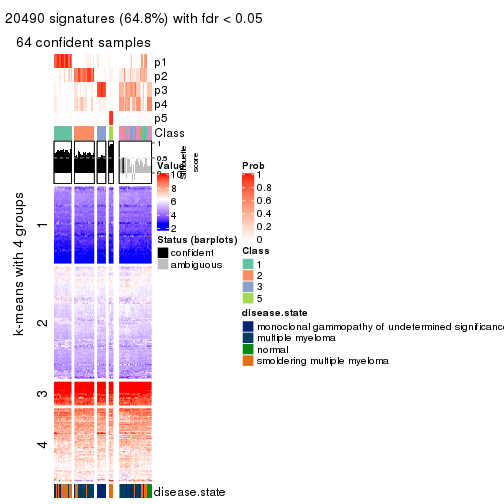 20490 signatures (64.8%) with fdr < 0.05
64 confident samples
p1
p2
p3
p4
p5
Class
1
0.5
0
Silhouette
score
k-means with 4 groups
1
2
3
4
disease.state
Value
10
8
6
4
2
Status (barplots)
confident
ambiguous
Prob
1
0.8
0.6
0.4
0.2
0
Class
1
2
3
5
disease.state
monoclonal gammopathy of undetermined significance
multiple myeloma
normal
smoldering multiple myeloma